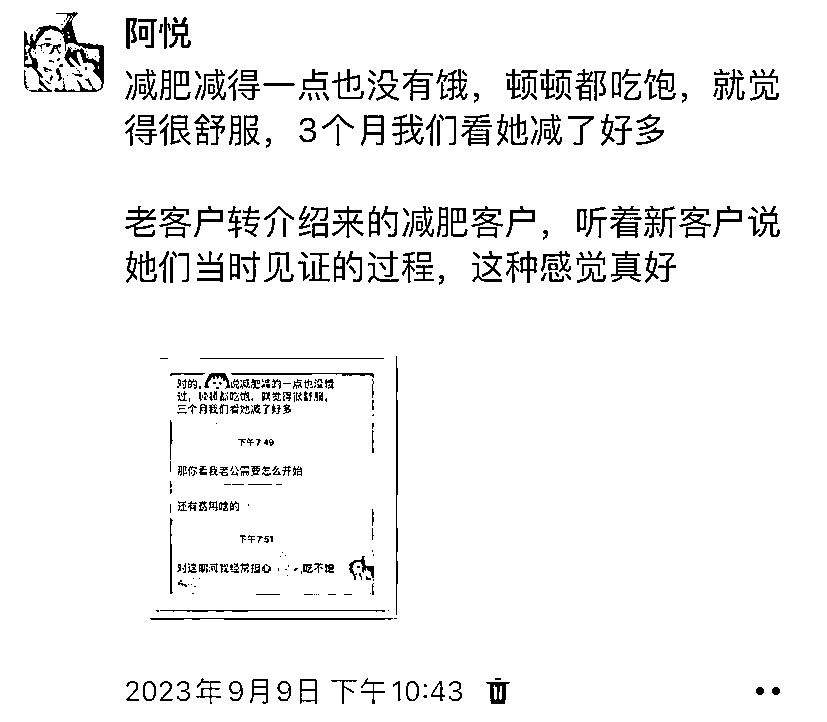 阿悦
减肥减得一点也没有饿，顿顿都吃饱，就觉
得很舒服，3个月我们看她减了好多
老客户转介绍来的减肥客户，听着新客户说
她们当时见证的过程，这种感觉真好
对的，说减肥减的一点也没饿
过，顿顿都吃饱，就觉得很舒服，
三个月我们看她减了好多
下午7:49
那你看我老公需要怎么开始
还有费用啥的
下午7:51
对这期间我经常担心 吃不饱
2023年9月9日 下午10:43